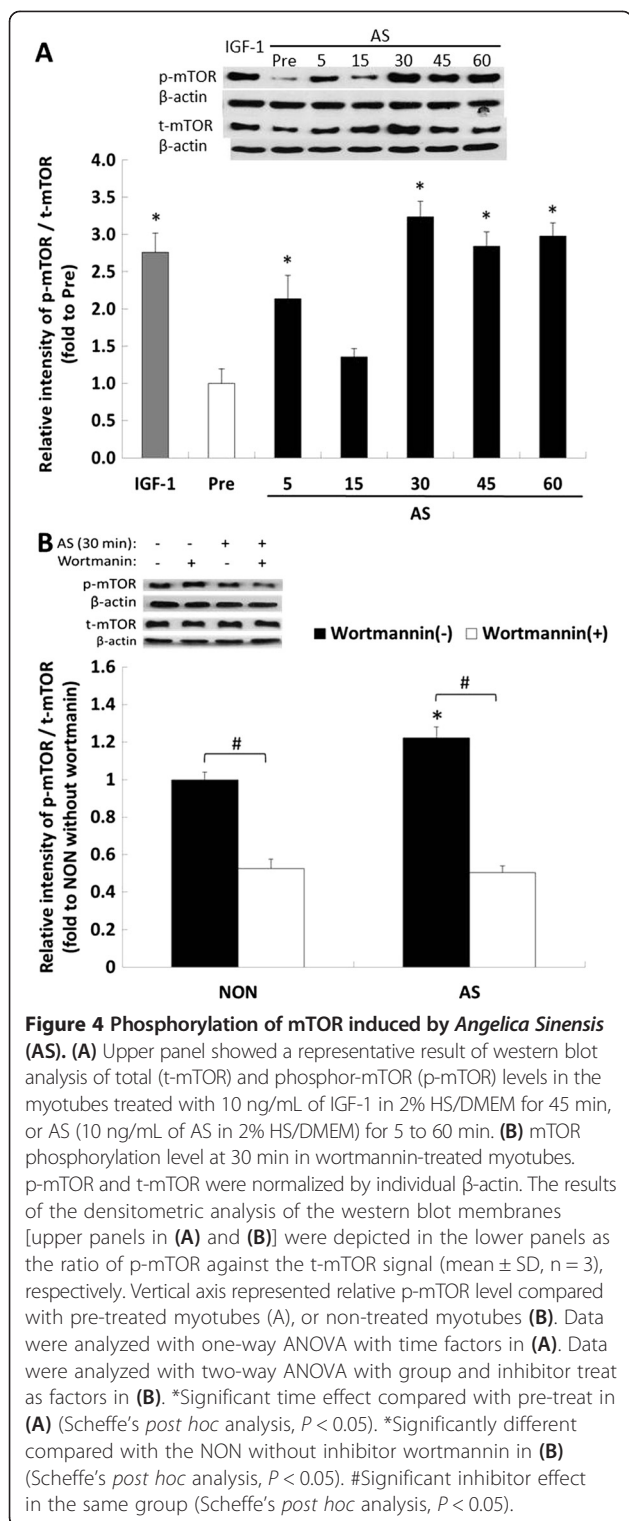 A
IGF-1
AS
Pre 5 15 30 45 60
p-mTOR
β-actin
t-mTOR
β-actin
Relative intensity of p-mTOR / t-mTOR
(fold to Pre)
4.0
3.5
3.0
2.5
2.0
1.5
1.0
0.5
0.0
* * * * *
IGF-1 Pre 5 15 30 45 60
AS
B
AS (30 min): - - + +
Wortmanin: - + - +
p-mTOR
β-actin
t-mTOR
β-actin
Wortmannin(-) Wortmannin(+)
Relative intensity of p-mTOR / t-mTOR
(fold to NON without wortmanin)
1.6
1.4
1.2
1
0.8
0.6
0.4
0.2
0
# * #
NON AS
Figure 4 Phosphorylation of mTOR induced by Angelica Sinensis
(AS). (A) Upper panel showed a representative result of western blot
analysis of total (t-mTOR) and phosphor-mTOR (p-mTOR) levels in the
myotubes treated with 10 ng/mL of IGF-1 in 2% HS/DMEM for 45 min,
or AS (10 ng/mL of AS in 2% HS/DMEM) for 5 to 60 min. (B) mTOR
phosphorylation level at 30 min in wortmannin-treated myotubes.
p-mTOR and t-mTOR were normalized by individual β-actin. The results
of the densitometric analysis of the western blot membranes
[upper panels in (A) and (B)] were depicted in the lower panels as
the ratio of p-mTOR against the t-mTOR signal (mean ± SD, n = 3),
respectively. Vertical axis represented relative p-mTOR level compared
with pre-treated myotubes (A), or non-treated myotubes (B). Data
were analyzed with one-way ANOVA with time factors in (A). Data
were analyzed with two-way ANOVA with group and inhibitor treat
as factors in (B). *Significant time effect compared with pre-treat in
(A) (Scheffe's post hoc analysis, P < 0.05). *Significantly different
compared with the NON without inhibitor wortmannin in (B)
(Scheffe's post hoc analysis, P < 0.05). #Significant inhibitor effect
in the same group (Scheffe's post hoc analysis, P < 0.05).